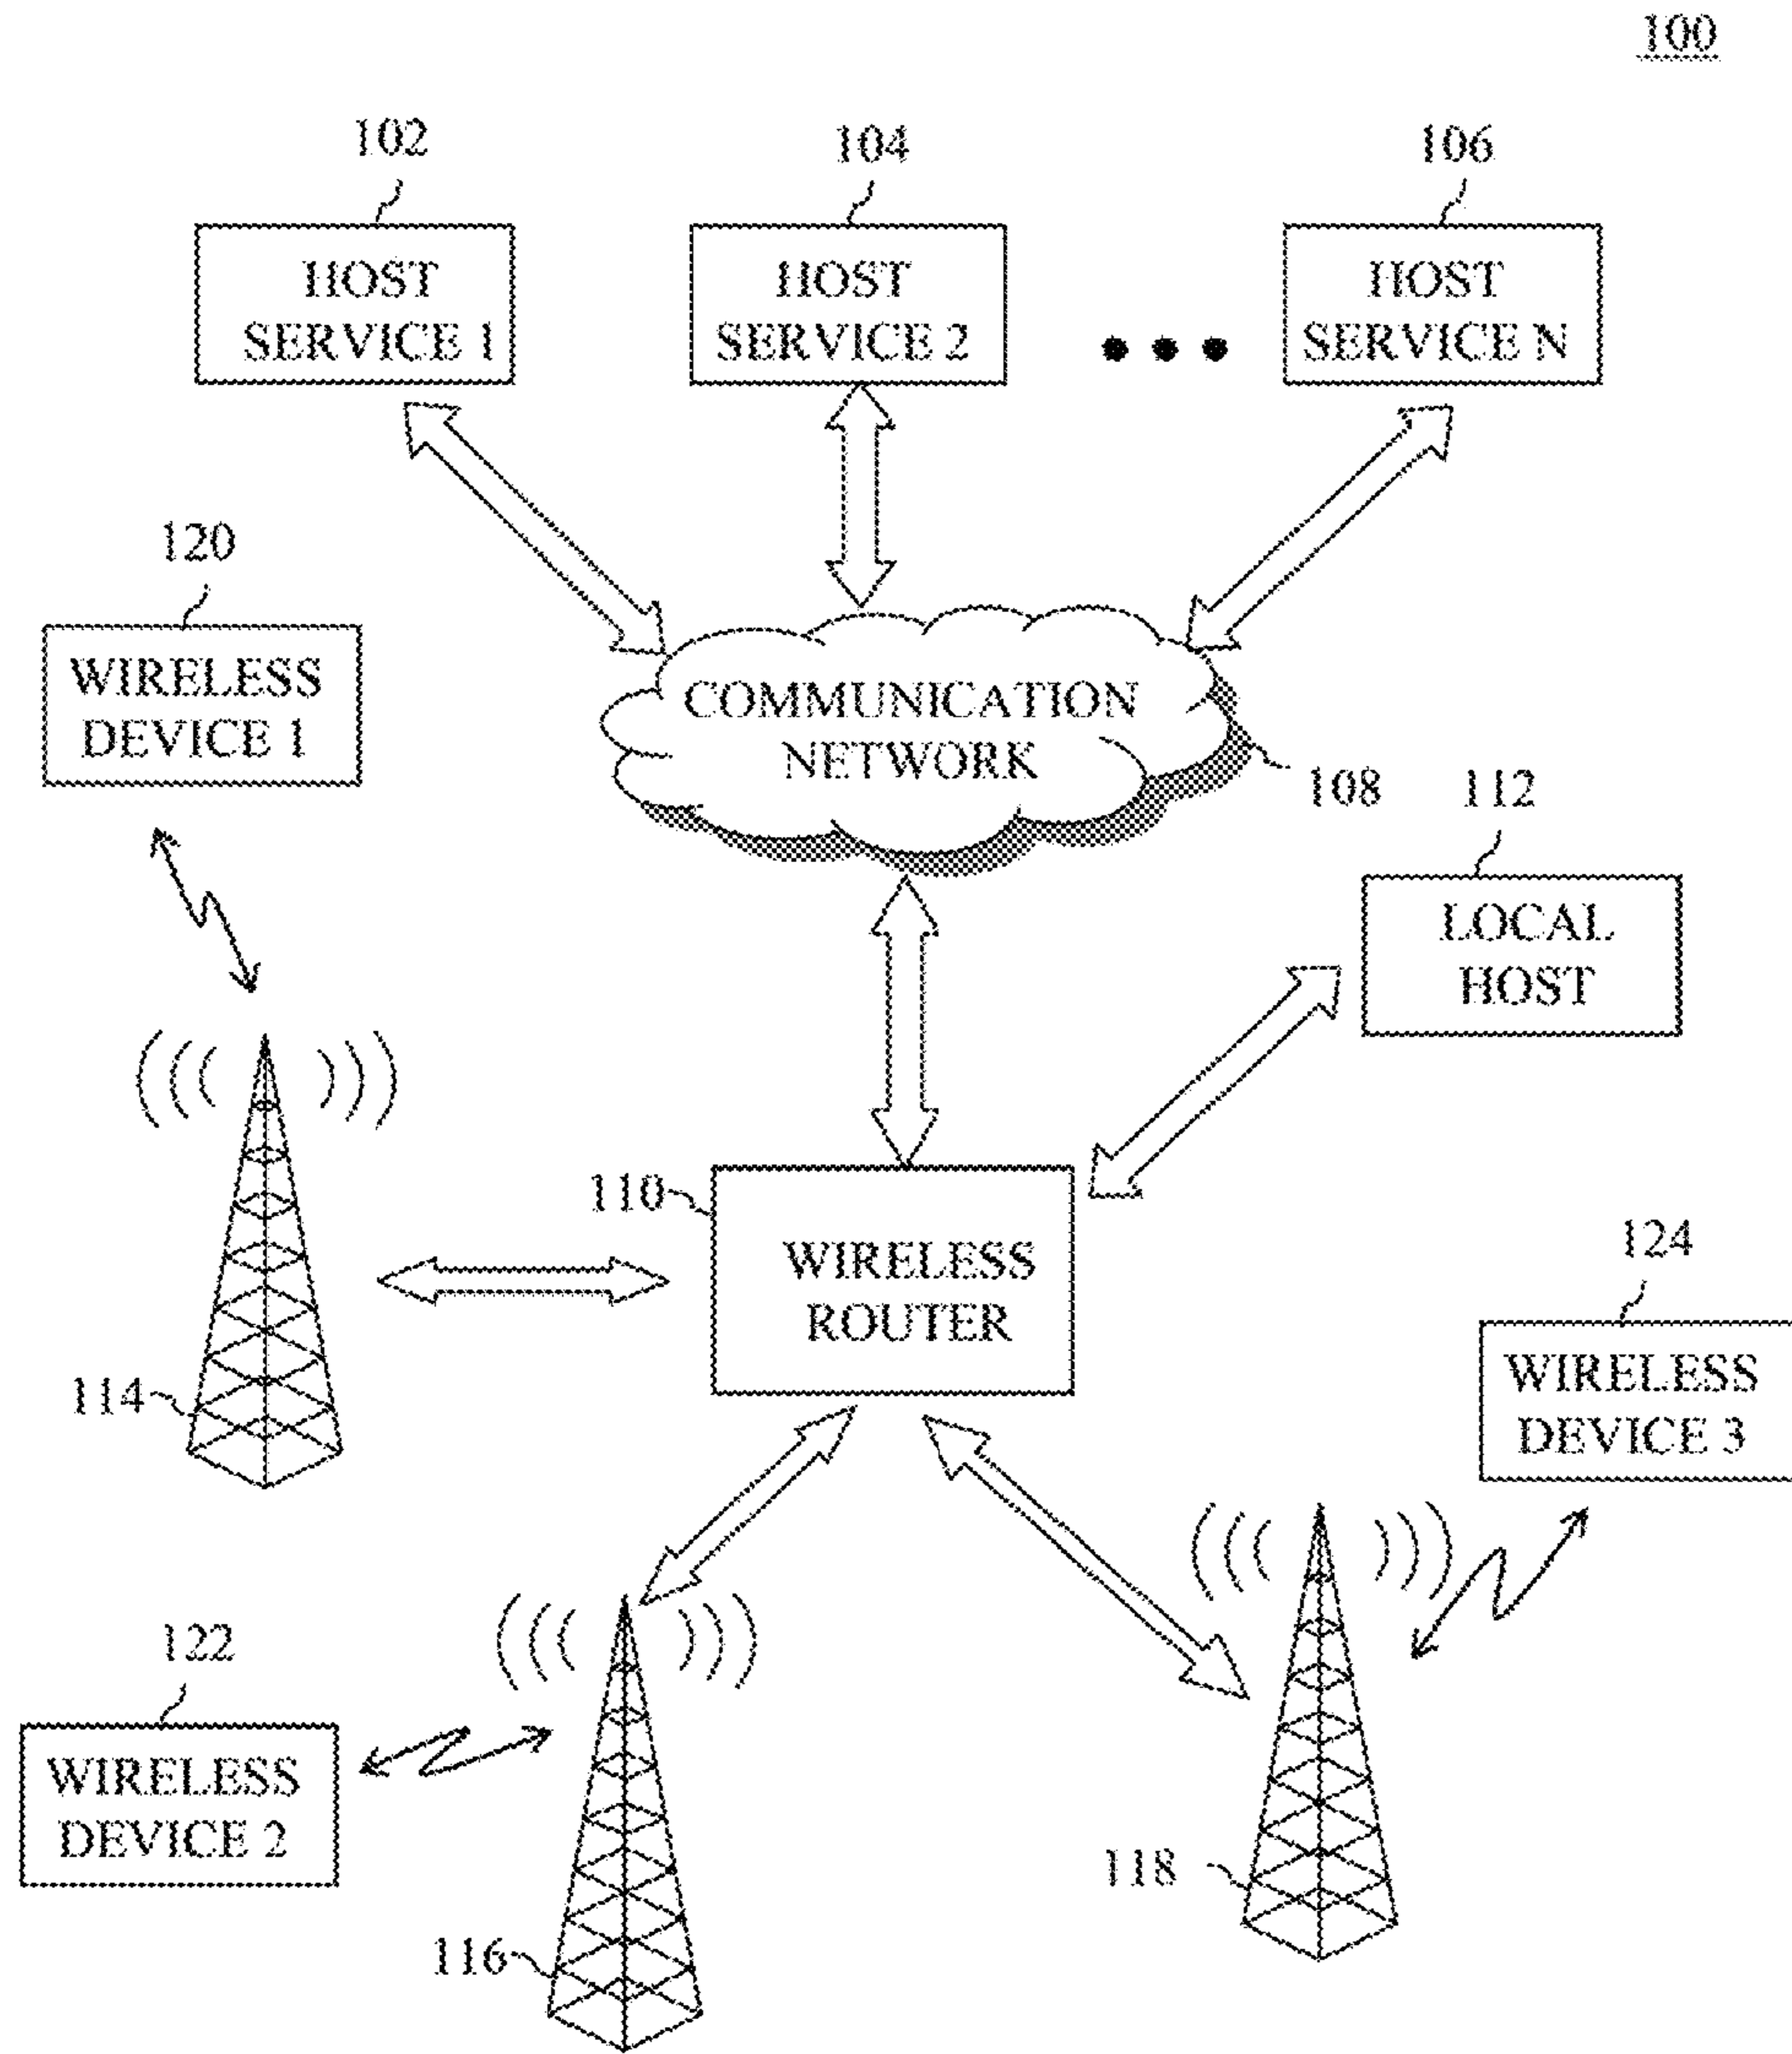 100
102
104
106
HOST
SERVICE 1
HOST
SERVICE 2
HOST
SERVICE N
120
WIRELESS
DEVICE 1
COMMUNICATION
NETWORK
108
112
LOCAL
HOST
110
WIRELESS
ROUTER
124
WIRELESS
DEVICE 3
114
122
WIRELESS
DEVICE 2
118
116